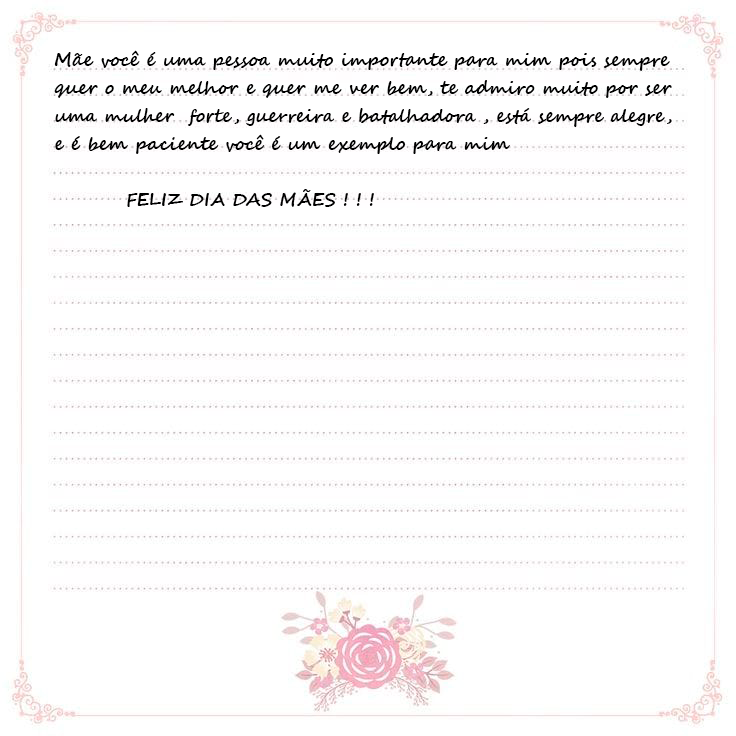 Mãe você é uma pessoa muito importante para mim pois sempre
quer o meu melhor e quer me ver bem, te admiro muito por ser
uma mulher forte, guerreira e batalhadora , está sempre alegre,
e é bem paciente você é um exemplo para mim
FELIZ DIA DAS MÃES ! ! !